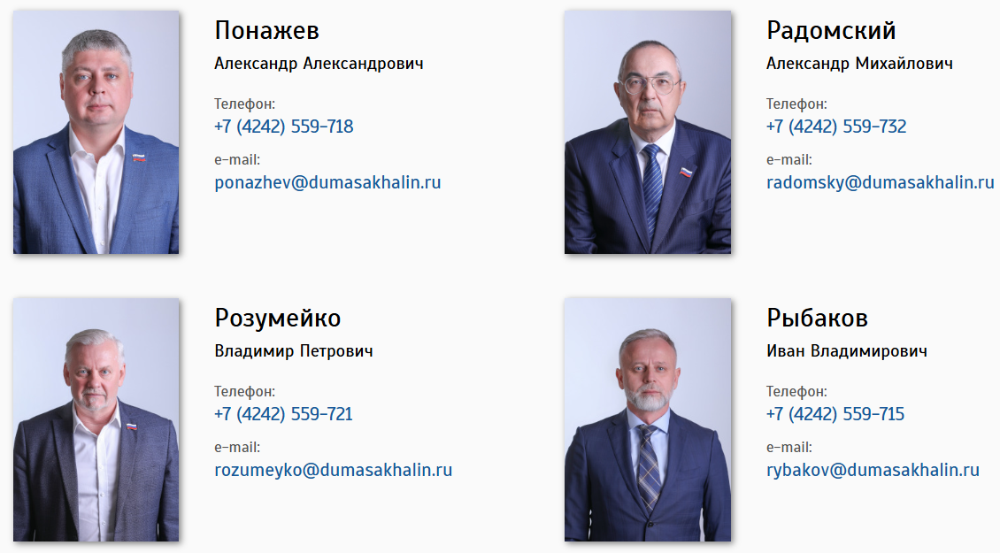 Понажев
Александр Александрович
Телефон:
+7 (4242) 559-718
e-mail:
ponazhev@dumasakhalin.ru
Радомский
Александр Михайлович
Телефон:
+7 (4242) 559-732
e-mail:
radomsky@dumasakhalin.ru
Розумейко
Владимир Петрович
Телефон:
+7 (4242) 559-721
e-mail:
rozumeyko@dumasakhalin.ru
Рыбаков
Иван Владимирович
Телефон:
+7 (4242) 559-715
e-mail:
rybakov@dumasakhalin.ru